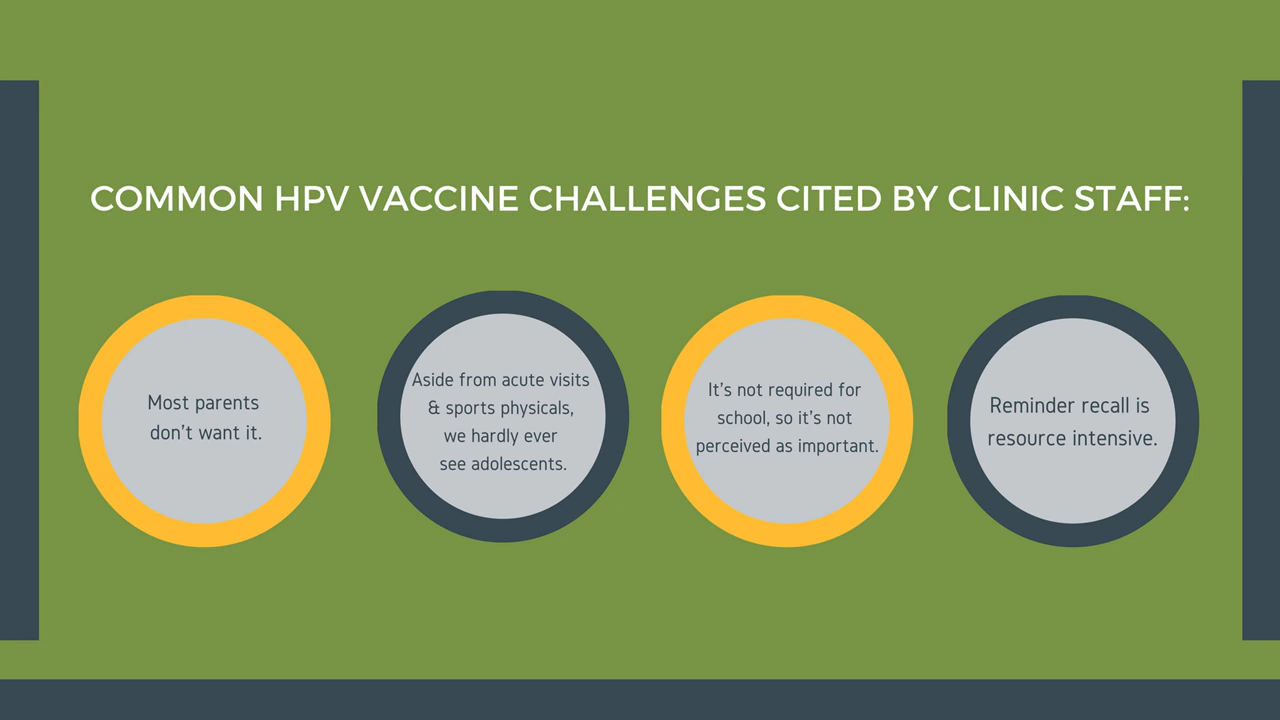 COMMON HPV VACCINE CHALLENGES CITED BY CLINIC STAFF:
Most parents
don't want it.
Aside from acute visits
& sports physicals,
we hardly ever
see adolescents.
It's not required for
school, so it's not
perceived as important.
Reminder recall is
resource intensive.